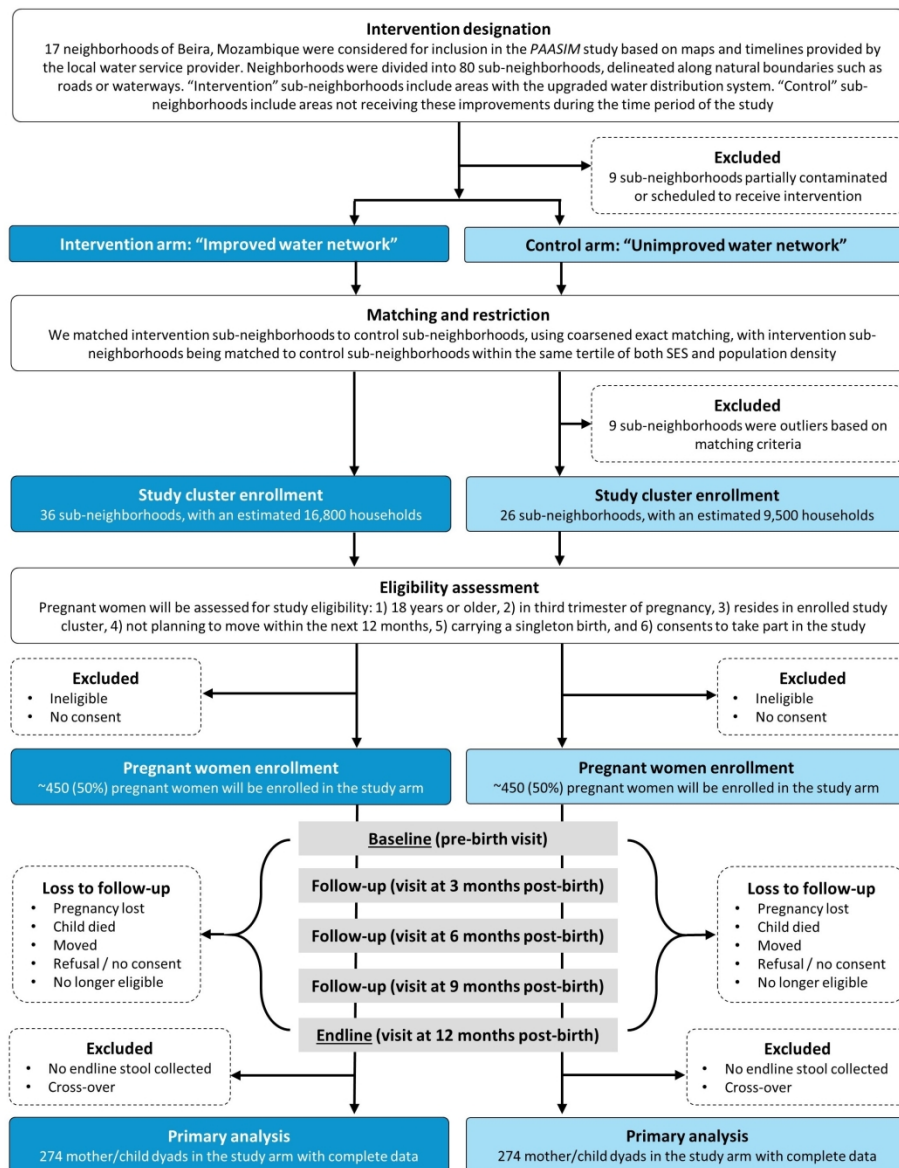 Intervention designation
17 neighborhoods of Beira, Mozambique were considered for inclusion in the PAASIM study based on maps and timelines provided by
the local water service provider. Neighborhoods were divided into 80 sub-neighborhoods, delineated along natural boundaries such as
roads or waterways. “Intervention” sub-neighborhoods include areas with the upgraded water distribution system. “Control” sub-
neighborhoods include areas not receiving these improvements during the time period of the study
Excluded
9 sub-neighborhoods partially contaminated
or scheduled to receive intervention
Intervention arm: “Improved water network”
Control arm: “Unimproved water network”
Matching and restriction
We matched intervention sub-neighborhoods to control sub-neighborhoods, using coarsened exact matching, with intervention sub-
neighborhoods being matched to control sub-neighborhoods within the same tertile of both SES and population density
Excluded
9 sub-neighborhoods were outliers based on
matching criteria
Study cluster enrollment
36 sub-neighborhoods, with an estimated 16,800 households
Study cluster enrollment
26 sub-neighborhoods, with an estimated 9,500 households
Eligibility assessment
Pregnant women will be assessed for study eligibility: 1) 18 years or older, 2) in third trimester of pregnancy, 3) resides in enrolled study
cluster, 4) not planning to move within the next 12 months, 5) carrying a singleton birth, and 6) consents to take part in the study
Excluded
• Ineligible
• No consent
Excluded
• Ineligible
• No consent
Pregnant women enrollment
~450 (50%) pregnant women will be enrolled in the study arm
Pregnant women enrollment
~450 (50%) pregnant women will be enrolled in the study arm
Baseline (pre-birth visit)
Follow-up (visit at 3 months post-birth)
Follow-up (visit at 6 months post-birth)
Follow-up (visit at 9 months post-birth)
Endline (visit at 12 months post-birth)
Loss to follow-up
• Pregnancy lost
• Child died
• Moved
• Refusal / no consent
• No longer eligible
Loss to follow-up
• Pregnancy lost
• Child died
• Moved
• Refusal / no consent
• No longer eligible
Excluded
• No endline stool collected
• Cross-over
Excluded
• No endline stool collected
• Cross-over
Primary analysis
274 mother/child dyads in the study arm with complete data
Primary analysis
274 mother/child dyads in the study arm with complete data